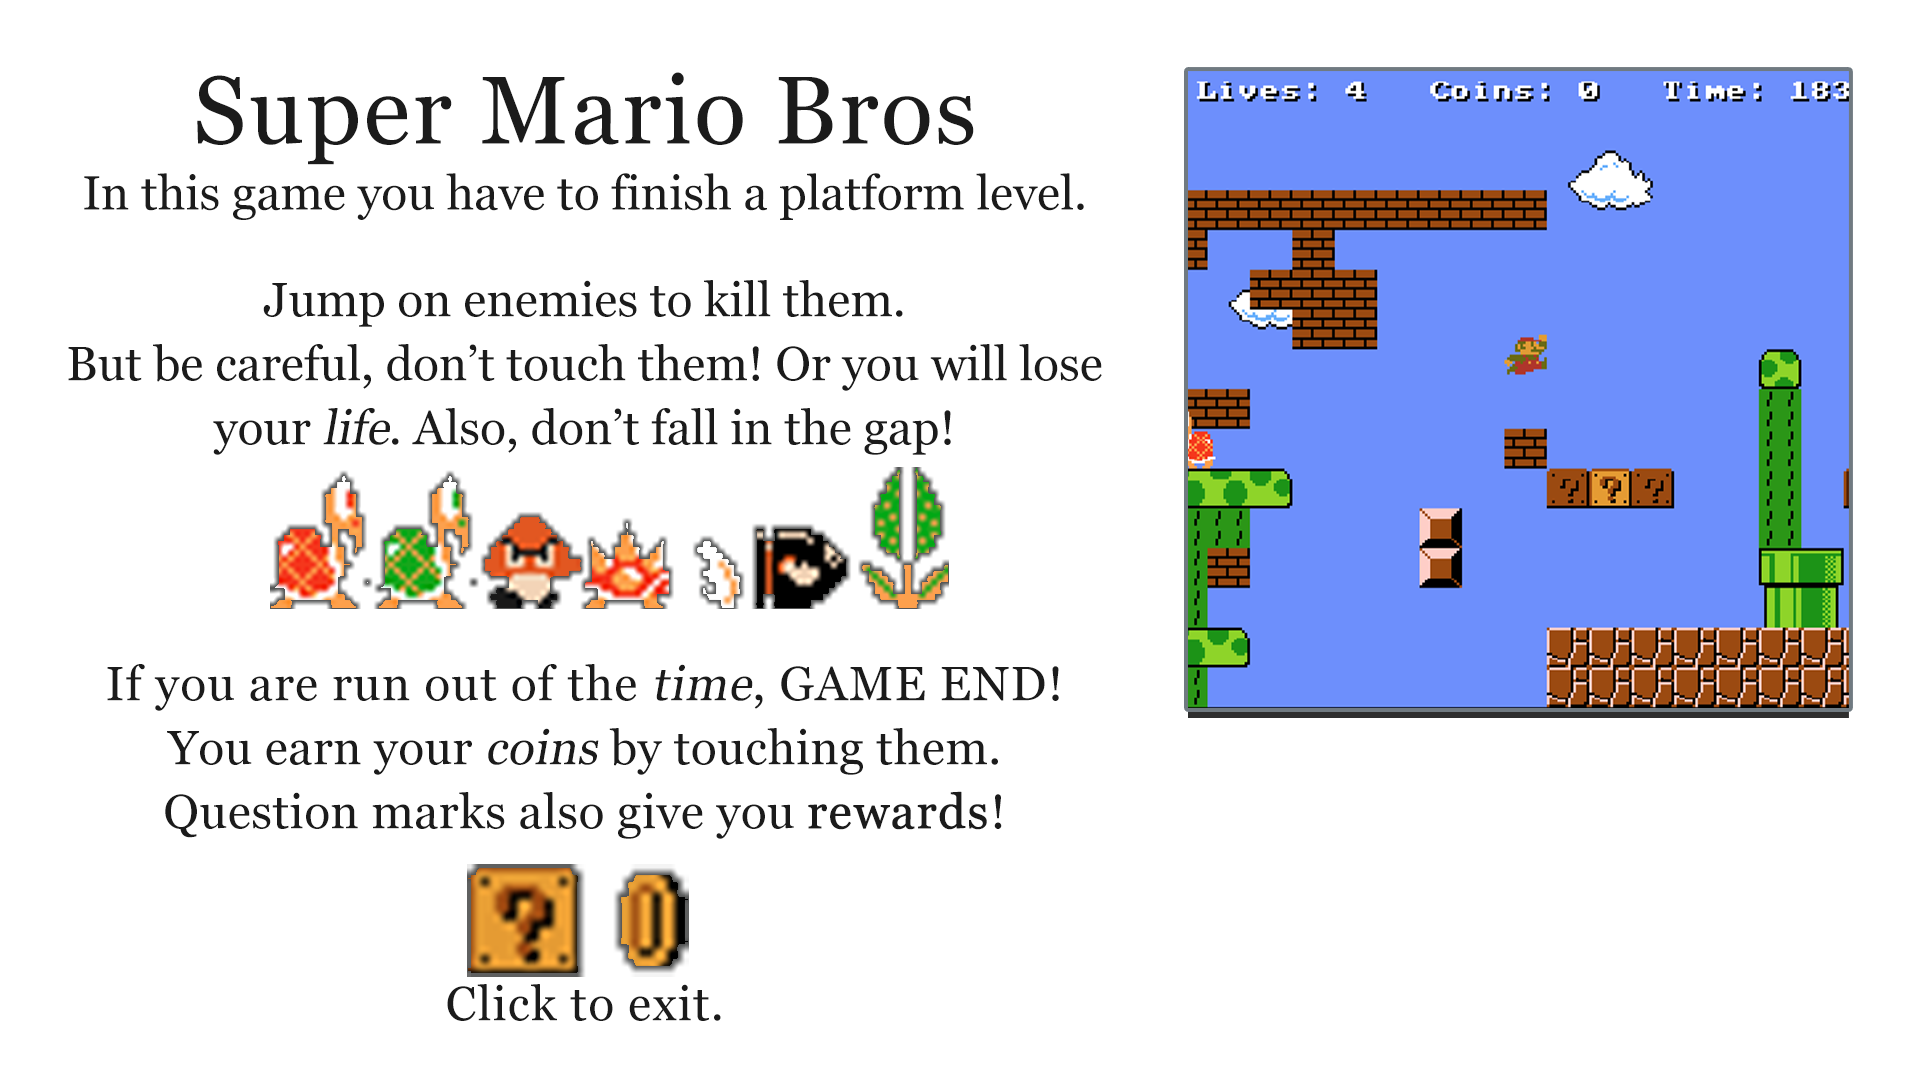 Super Mario Bros
In this game you have to finish a platform level.
Jump on enemies to kill them.
But be careful, don’t touch them! Or you will lose
your life. Also, don’t fall in the gap!
If you are run out of the time, GAME END!
You earn your coins by touching them.
Question marks also give you rewards!
?
Click to exit.
Lives: 4 Coins: 0 Time: 183
? ? ?